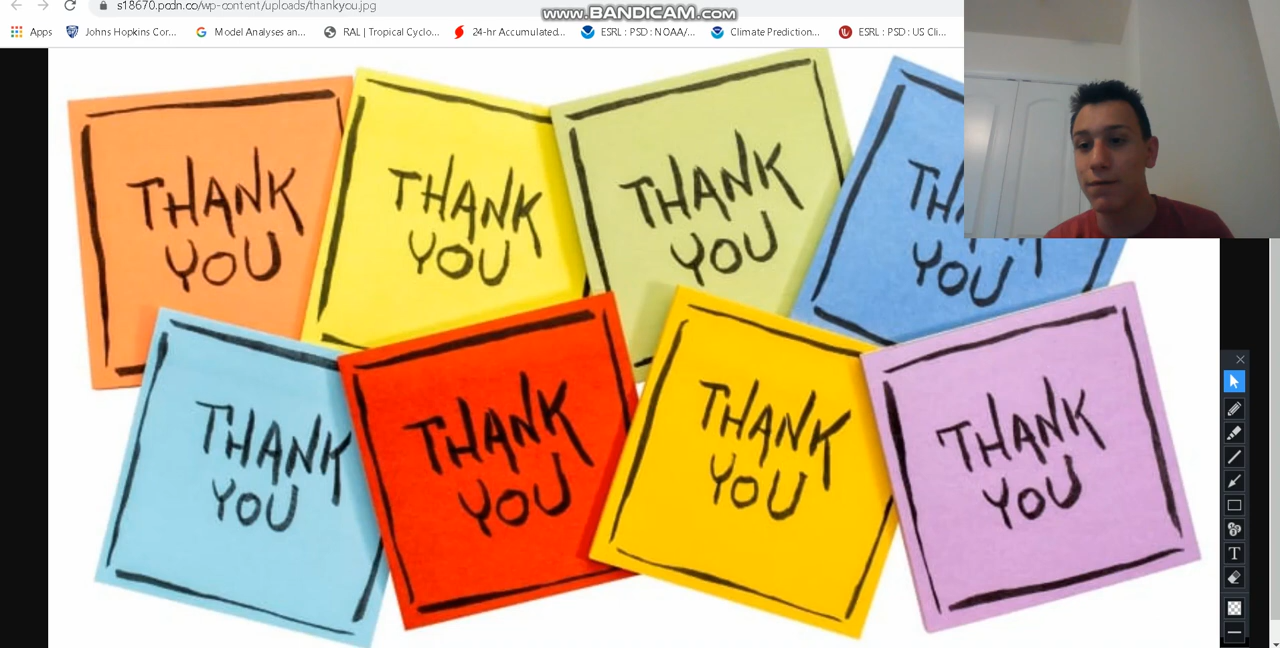 s18670.pcdn.co/wp-content/uploads/thankyou.jpg
www.BANDICAM.com
Apps
Johns Hopkins Cor...
Model Analyses an...
RAL | Tropical Cyclo...
24-hr Accumulated...
ESRL : PSD : NOAA/...
Climate Prediction...
ESRL : PSD : US Cli...
THANK
YOU
THANK
YOU
THANK
YOU
THANK
YOU
THANK
YOU
THANK
YOU
THANK
YOU
THANK
YOU
T